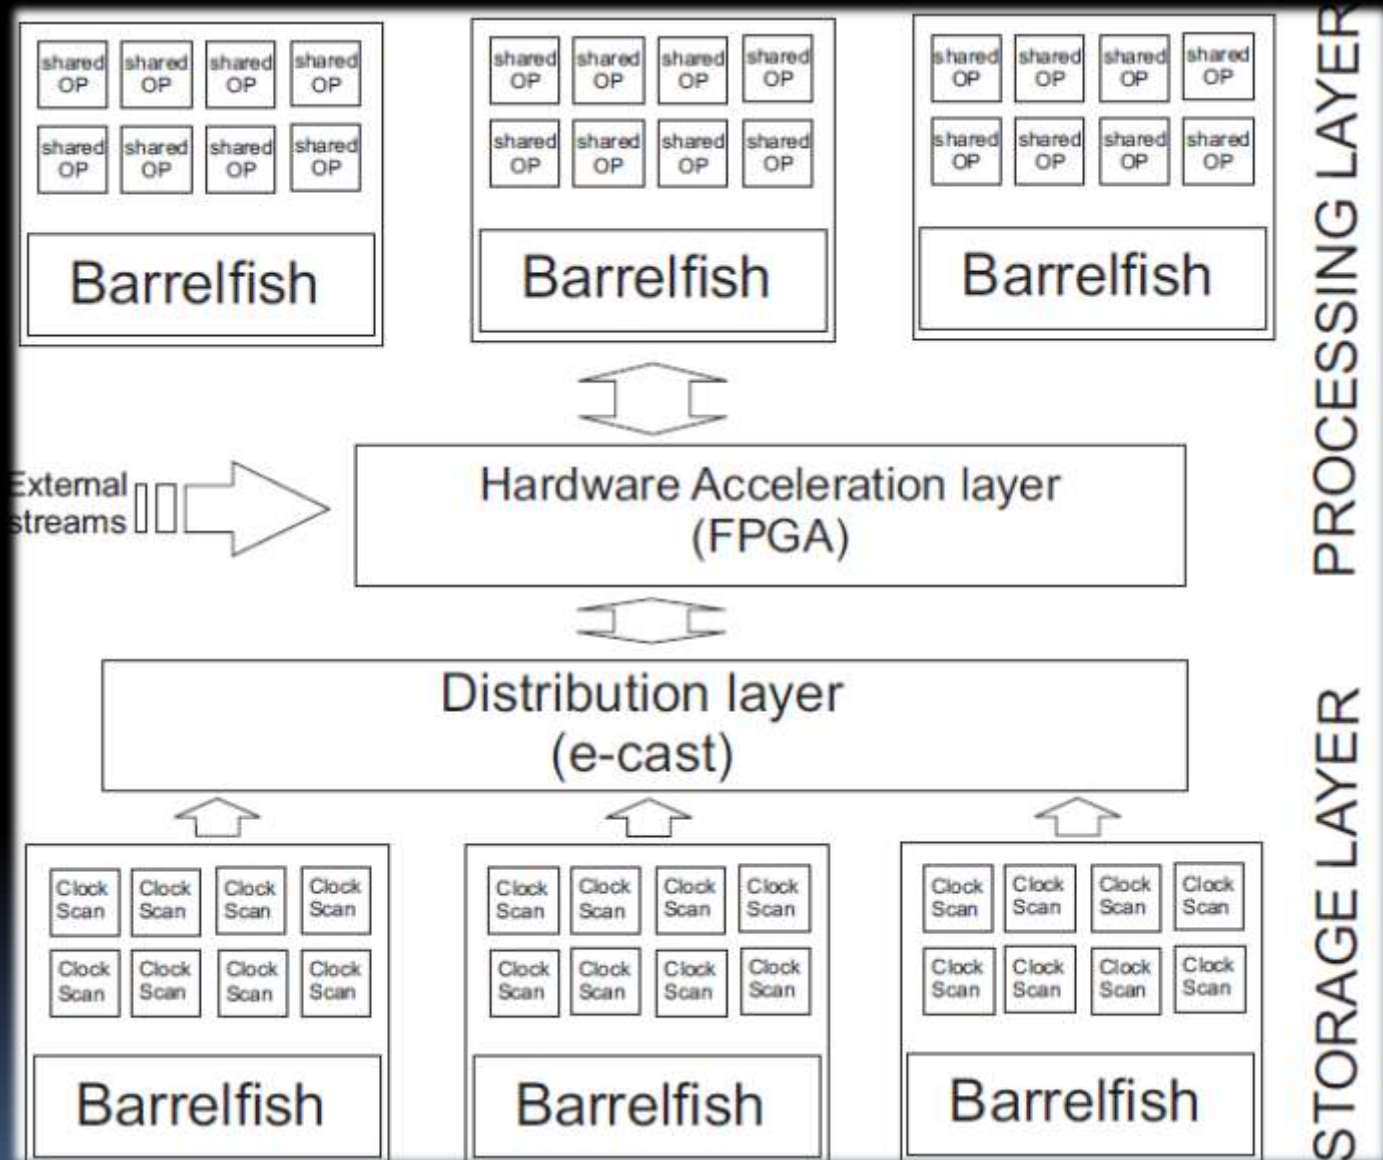 shared OP shared OP shared OP shared OP
shared OP shared OP shared OP shared OP
Barrelfish
shared OP shared OP shared OP shared OP
shared OP shared OP shared OP shared OP
Barrelfish
shared OP shared OP shared OP shared OP
shared OP shared OP shared OP shared OP
Barrelfish
PROCESSING LAYER
External
streams
Hardware Acceleration layer
(FPGA)
Distribution layer
(e-cast)
STORAGE LAYER
Clock Scan Clock Scan Clock Scan Clock Scan
Clock Scan Clock Scan Clock Scan Clock Scan
Barrelfish
Clock Scan Clock Scan Clock Scan Clock Scan
Clock Scan Clock Scan Clock Scan Clock Scan
Barrelfish
Clock Scan Clock Scan Clock Scan Clock Scan
Clock Scan Clock Scan Clock Scan Clock Scan
Barrelfish